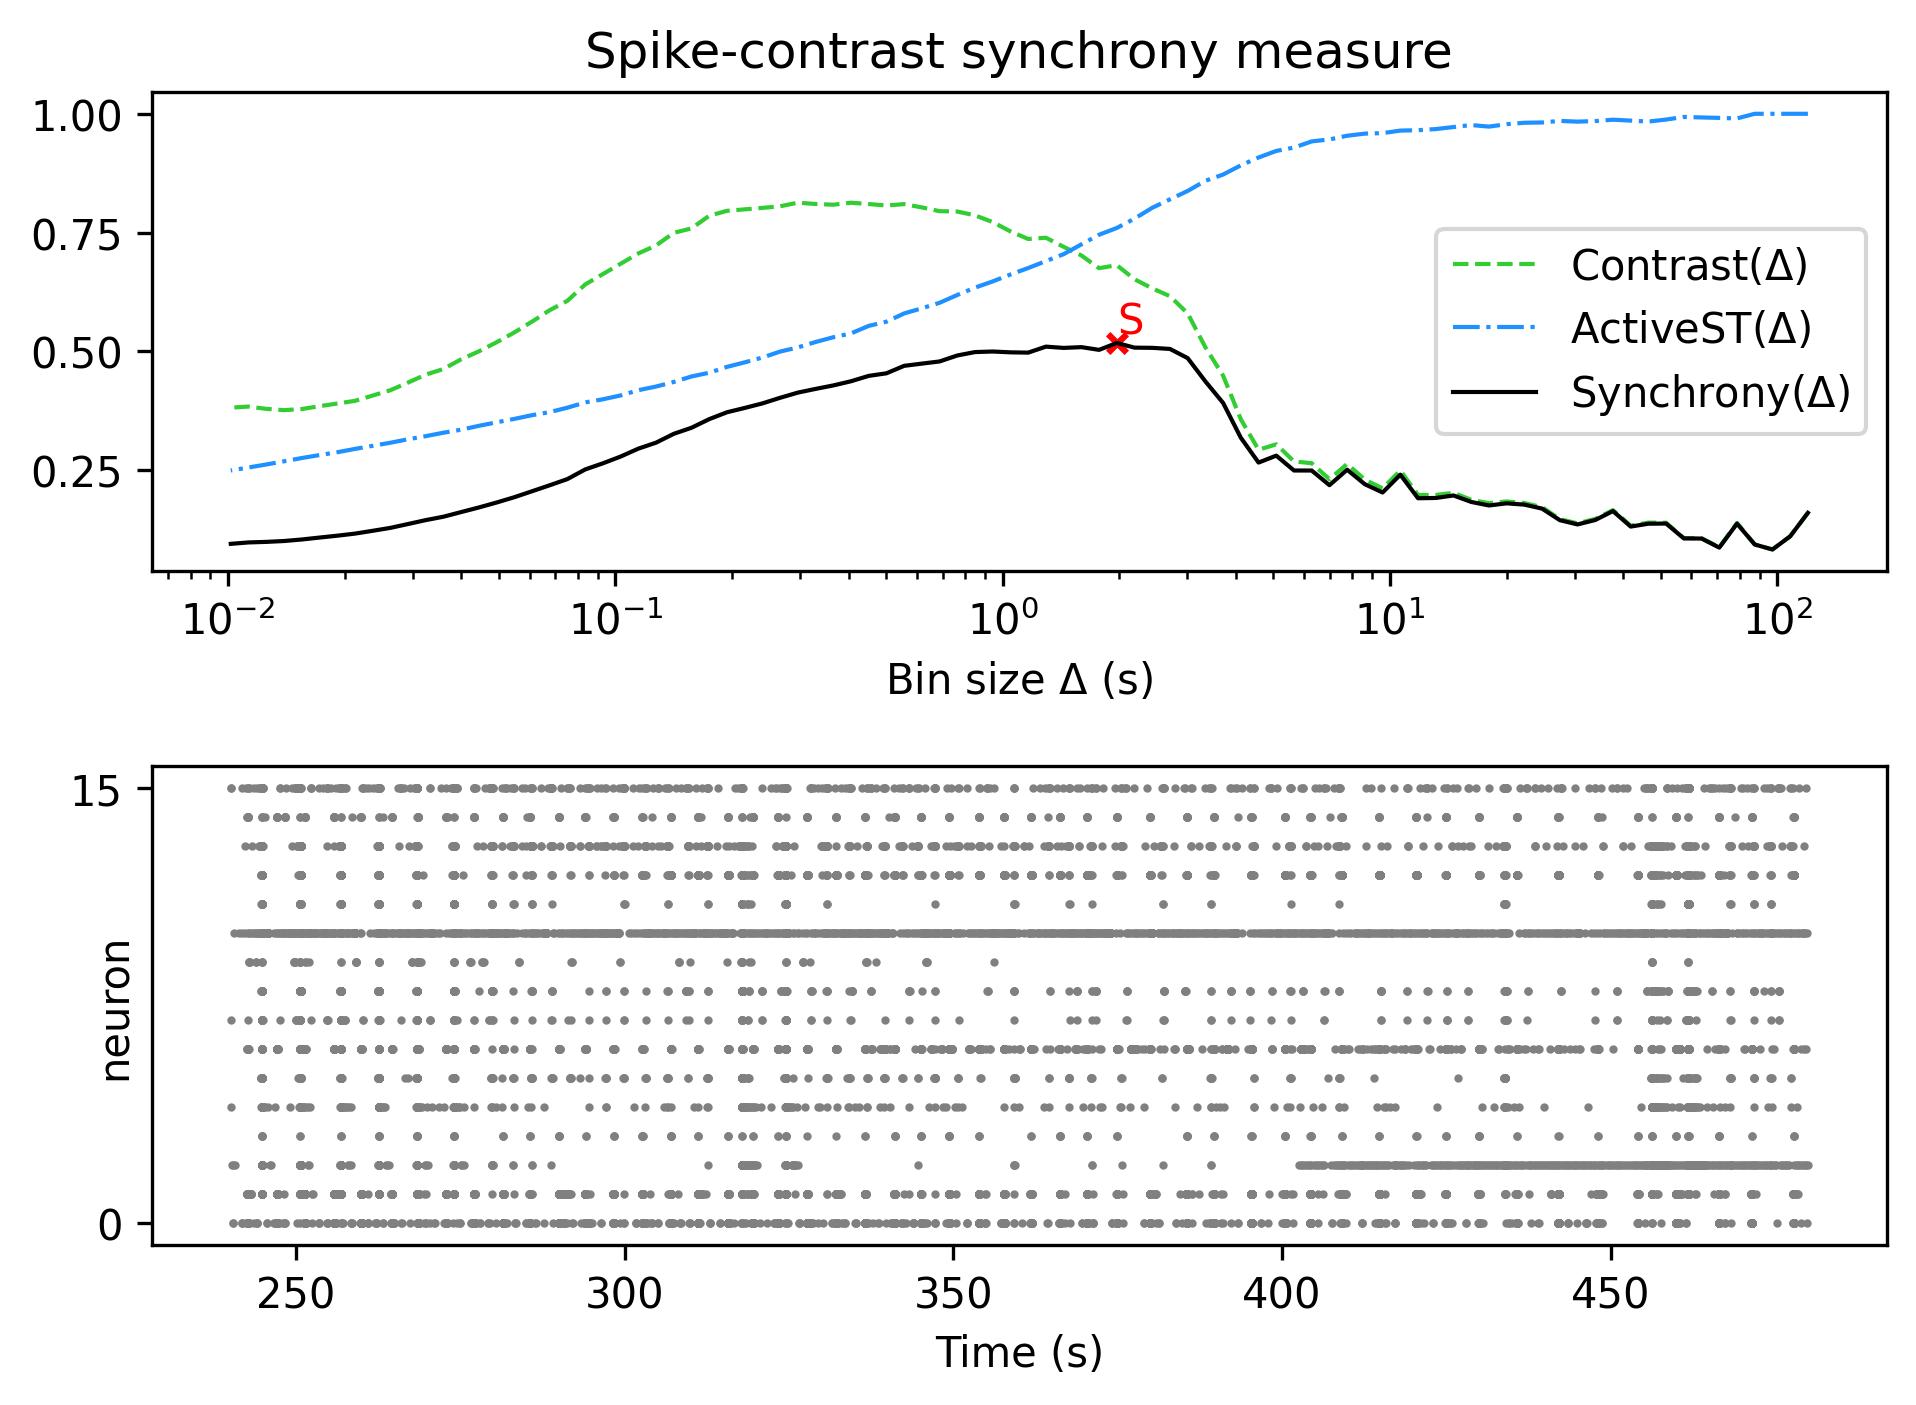 Spike-contrast synchrony measure
1.00
0.75
0.50
0.25
S
Contrast(Δ)
ActiveST(Δ)
Synchrony(Δ)
10⁻² 10⁻¹ 10⁰ 10¹ 10²
Bin size Δ (s)
15
neuron
0
250 300 350 400 450
Time (s)